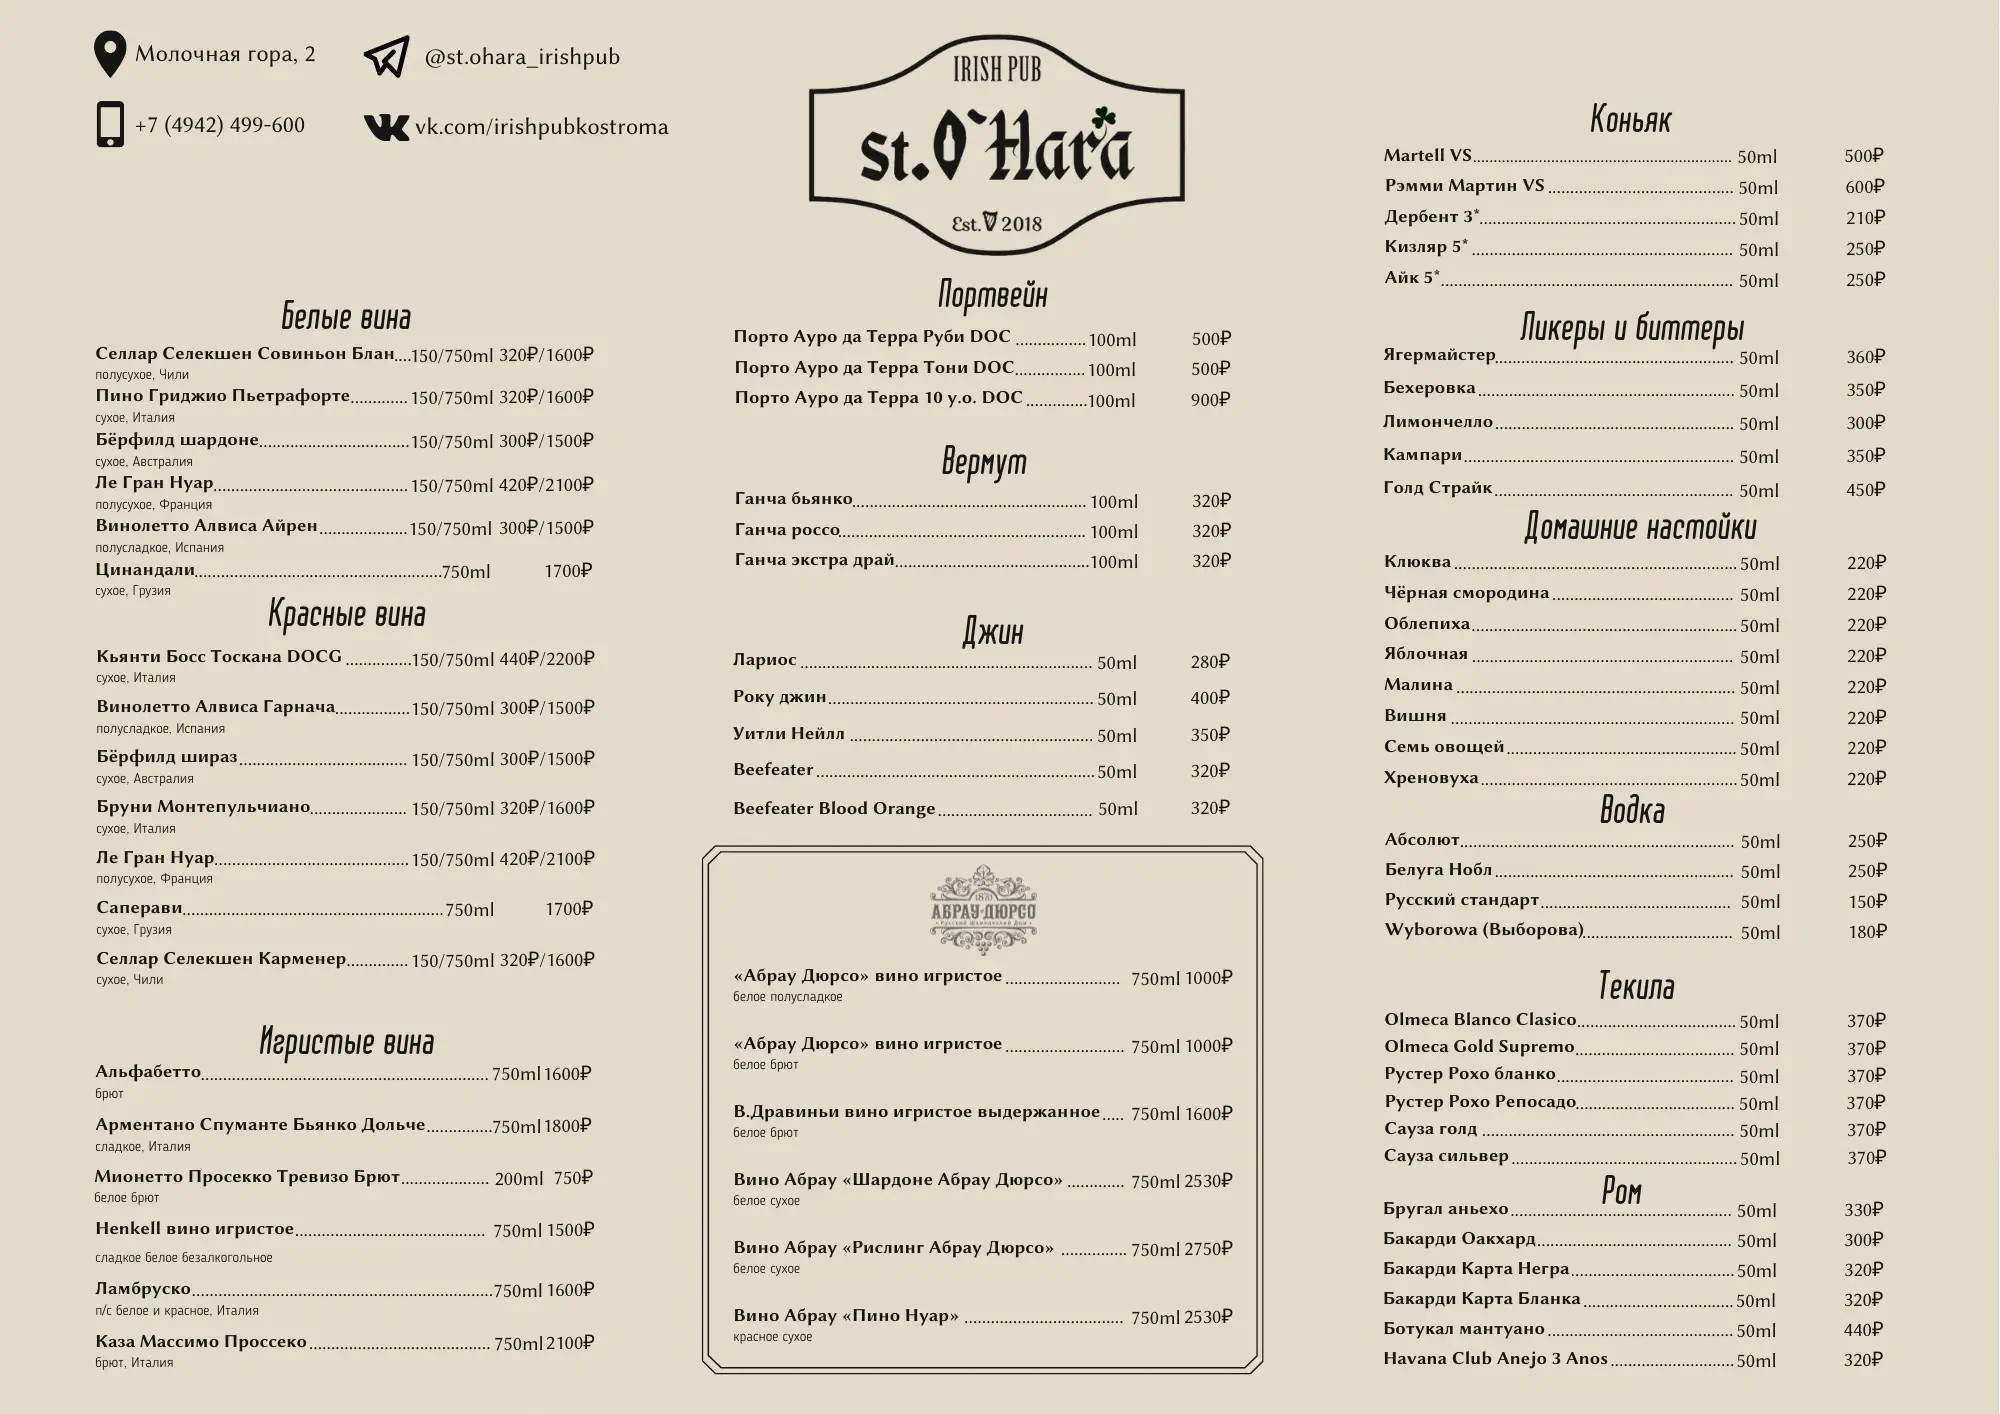 Молочная гора, 2
@st.ohara_irishpub
+7 (4942) 499-600
vk.com/irishpubkostroma
IRISH PUB
st.O`Hara
Est. 2018
Белые вина
Селлар Селекшен Совиньон Блан....150/750ml 320₽/1600₽
полусухое, Чили
Пино Гриджио Пьетрафорте............. 150/750ml 320₽/1600₽
сухое, Италия
Бёрфилд шардоне..................................150/750ml 300₽/1500₽
сухое, Австралия
Ле Гран Нуар............................................ 150/750ml 420₽/2100₽
полусухое, Франция
Винолетто Алвиса Айрен....................150/750ml 300₽/1500₽
полусладкое, Испания
Цинандали........................................................750ml 1700₽
сухое, Грузия
Красные вина
Кьянти Босс Тоскана DOCG ...............150/750ml 440₽/2200₽
сухое, Италия
Винолетто Алвиса Гарнача.................150/750ml 300₽/1500₽
полусладкое, Испания
Бёрфилд шираз...................................... 150/750ml 300₽/1500₽
сухое, Австралия
Бруни Монтепульчиано...................... 150/750ml 320₽/1600₽
сухое, Италия
Ле Гран Нуар............................................ 150/750ml 420₽/2100₽
полусухое, Франция
Саперави...........................................................750ml 1700₽
сухое, Грузия
Селлар Селекшен Карменер.............. 150/750ml 320₽/1600₽
сухое, Чили
Игристые вина
Альфабетто................................................................. 750ml 1600₽
брют
Арментано Спуманте Бьянко Дольче...............750ml 1800₽
сладкое, Италия
Мионетто Просекко Тревизо Брют.................... 200ml 750₽
белое брют
Henkell вино игристое........................................... 750ml 1500₽
сладкое белое безалкогольное
Ламбруско....................................................................750ml 1600₽
п/с белое и красное, Италия
Каза Массимо Проссеко......................................... 750ml 2100₽
брют, Италия
Портвейн
Порто Ауро да Терра Руби DOC ................100ml 500₽
Порто Ауро да Терра Тони DOC................ 100ml 500₽
Порто Ауро да Терра 10 y.o. DOC ..............100ml 900₽
Вермут
Ганча бьянко..................................................... 100ml 320₽
Ганча россо........................................................ 100ml 320₽
Ганча экстра драй............................................100ml 320₽
Джин
Лариос .................................................................. 50ml 280₽
Року джин............................................................ 50ml 400₽
Уитли Нейлл ....................................................... 50ml 350₽
Beefeater............................................................... 50ml 320₽
Beefeater Blood Orange................................... 50ml 320₽
1870
АБРАУ-ДЮРСО
Русский Шампанский Дом
«Абрау Дюрсо» вино игристое .......................... 750ml 1000₽
белое полусладкое
«Абрау Дюрсо» вино игристое ........................... 750ml 1000₽
белое брют
В.Дравиньи вино игристое выдержанное..... 750ml 1600₽
белое брют
Вино Абрау «Шардоне Абрау Дюрсо» ............. 750ml 2530₽
белое сухое
Вино Абрау «Рислинг Абрау Дюрсо» ............... 750ml 2750₽
белое сухое
Вино Абрау «Пино Нуар» .................................... 750ml 2530₽
красное сухое
Коньяк
Martell VS.......................................................... 50ml 500₽
Рэмми Мартин VS .......................................... 50ml 600₽
Дербент 3*.......................................................... 50ml 210₽
Кизляр 5* ........................................................... 50ml 250₽
Айк 5*.................................................................. 50ml 250₽
Ликеры и биттеры
Ягермайстер...................................................... 50ml 360₽
Бехеровка.......................................................... 50ml 350₽
Лимончелло...................................................... 50ml 300₽
Кампари............................................................. 50ml 350₽
Голд Страйк...................................................... 50ml 450₽
Домашние настойки
Клюква................................................................ 50ml 220₽
Чёрная смородина ......................................... 50ml 220₽
Облепиха............................................................ 50ml 220₽
Яблочная ........................................................... 50ml 220₽
Малина ............................................................... 50ml 220₽
Вишня ................................................................ 50ml 220₽
Семь овощей.................................................... 50ml 220₽
Хреновуха.......................................................... 50ml 220₽
Водка
Абсолют.............................................................. 50ml 250₽
Белуга Нобл...................................................... 50ml 250₽
Русский стандарт........................................... 50ml 150₽
Wyborowa (Выборова).................................. 50ml 180₽
Текила
Olmeca Blanco Clasico.................................... 50ml 370₽
Olmeca Gold Supremo.................................... 50ml 370₽
Рустер Рохо бланко........................................ 50ml 370₽
Рустер Рохо Репосадо.................................... 50ml 370₽
Сауза голд ......................................................... 50ml 370₽
Сауза сильвер ................................................... 50ml 370₽
Ром
Бругал аньехо................................................... 50ml 330₽
Бакарди Оакхард............................................. 50ml 300₽
Бакарди Карта Негра..................................... 50ml 320₽
Бакарди Карта Бланка .................................. 50ml 320₽
Ботукал мантуано .......................................... 50ml 440₽
Havana Club Anejo 3 Anos ............................ 50ml 320₽